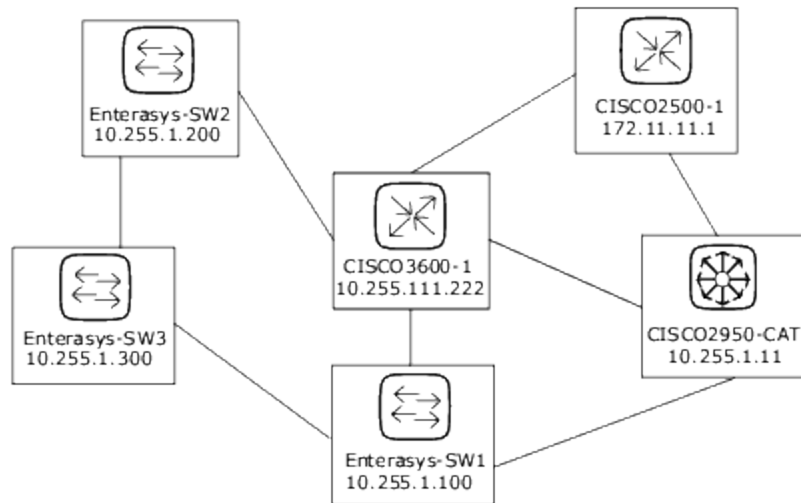 Enterasys-SW2
10.255.1.200
CISCO2500-1
172.11.11.1
CISCO3600-1
10.255.111.222
Enterasys-SW3
10.255.1.300
CISCO2950-CAT
10.255.1.11
Enterasys-SW1
10.255.1.100